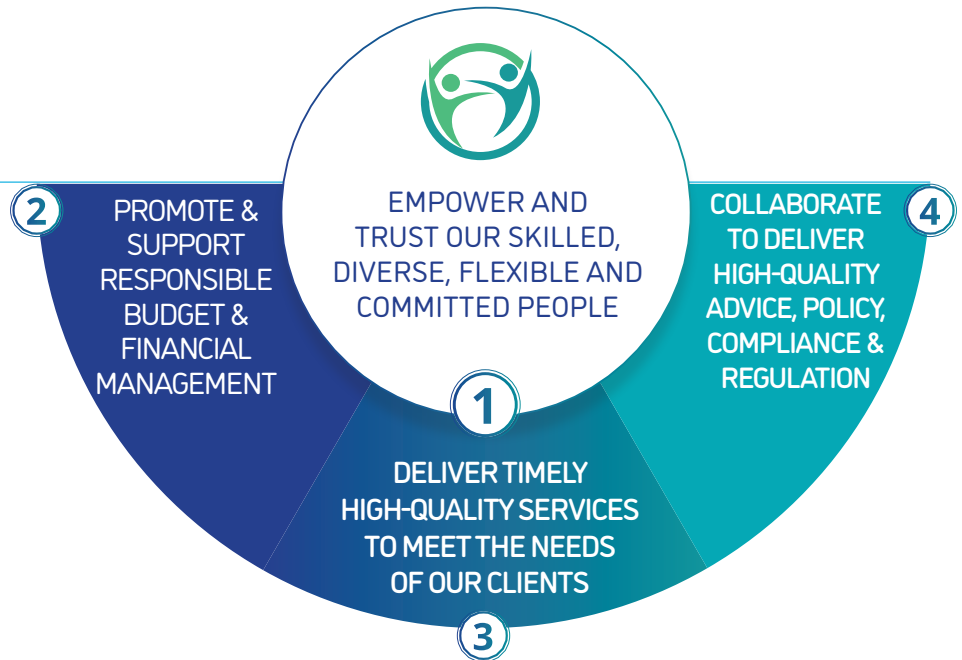 EMPOWER AND
TRUST OUR SKILLED,
DIVERSE, FLEXIBLE AND
COMMITTED PEOPLE
1
2
PROMOTE &
SUPPORT
RESPONSIBLE
BUDGET &
FINANCIAL
MANAGEMENT
DELIVER TIMELY
HIGH-QUALITY SERVICES
TO MEET THE NEEDS
OF OUR CLIENTS
3
COLLABORATE
TO DELIVER
HIGH-QUALITY
ADVICE, POLICY,
COMPLIANCE &
REGULATION
4